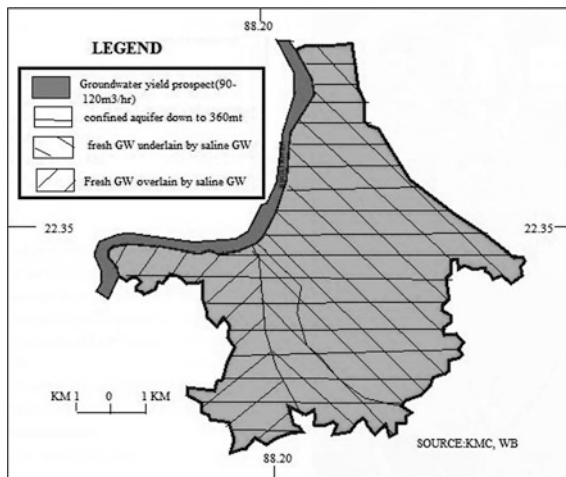 88.20
LEGEND
Groundwater yield prospect(90-
120m3/hr)
confined aquifer down to 360mt
fresh GW underlain by saline GW
Fresh GW overlain by saline GW
22.35
22.35
KM 1 0 1 KM
SOURCE:KMC, WB
88.20